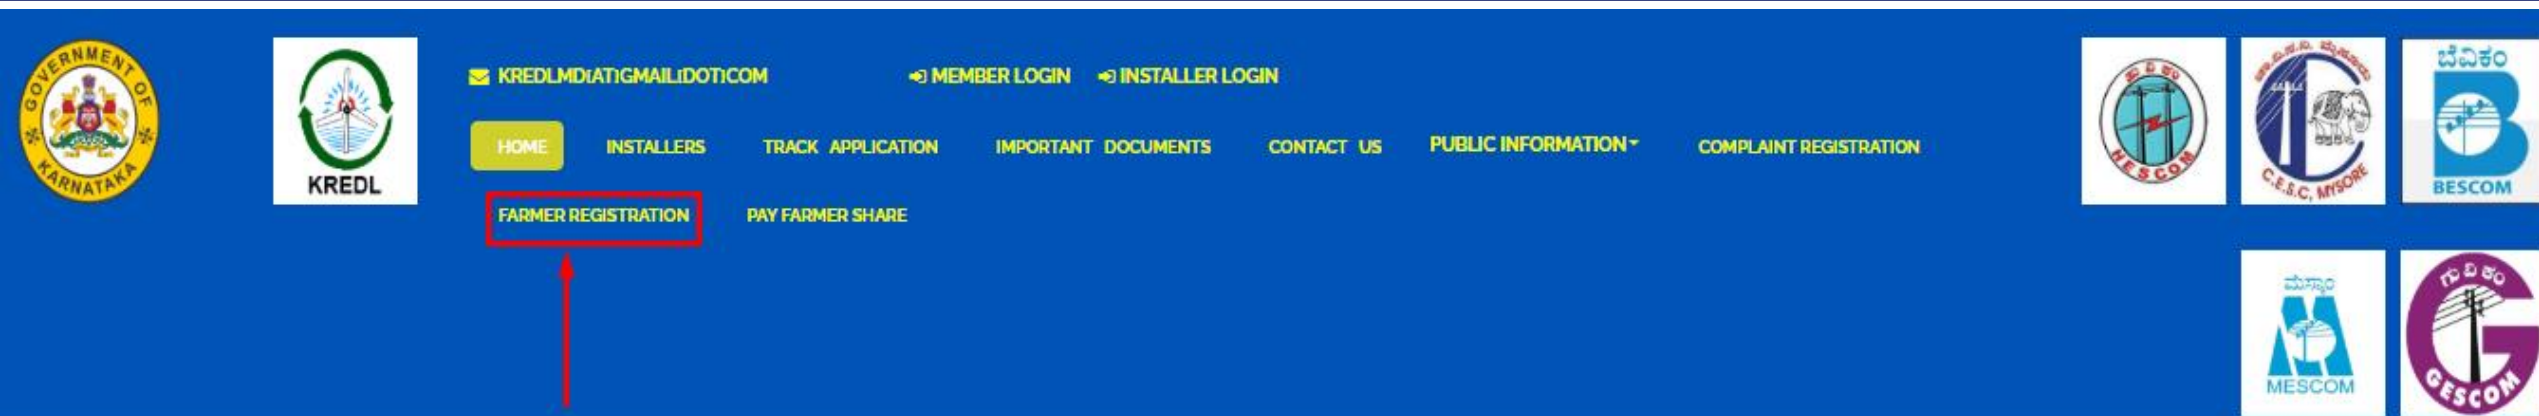 GOVERNMENT OF KARNATAKA
KREDL
KREDLMD[AT]GMAIL[DOT]COM
MEMBER LOGIN
INSTALLER LOGIN
HOME
INSTALLERS
TRACK APPLICATION
IMPORTANT DOCUMENTS
CONTACT US
PUBLIC INFORMATION
COMPLAINT REGISTRATION
FARMER REGISTRATION
PAY FARMER SHARE
ಹು ವಿ ಕಂ
HESCOM
ಚಾ.ವಿ.ಸ.ನಿ. ಮೈಸೂರು
C.E.S.C, MYSORE
ಬೆವಿಕಂ
BESCOM
ಮೆಸ್ಕಾಂ
MESCOM
ಗು ವಿ ಕಂ
GESCOM